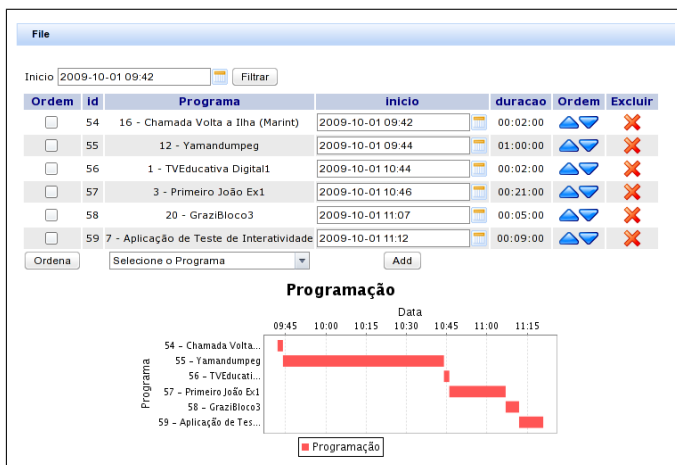 File
Inicio 2009-10-01 09:42 Filtrar
Ordem id Programa inicio duracao Ordem Excluir
54 16 - Chamada Volta a Ilha (Marint) 2009-10-01 09:42 00:02:00
55 12 - Yamandumpeg 2009-10-01 09:44 01:00:00
56 1 - TVEducativa Digital1 2009-10-01 10:44 00:02:00
57 3 - Primeiro João Ex1 2009-10-01 10:46 00:21:00
58 20 - GraziBloco3 2009-10-01 11:07 00:05:00
59 7 - Aplicação de Teste de Interatividade 2009-10-01 11:12 00:09:00
Ordena Selecione o Programa Add
Programação
Data
09:45 10:00 10:15 10:30 10:45 11:00 11:15
Programa
54 - Chamada Volta...
55 - Yamandumpeg
56 - TVEducati...
57 - Primeiro João Ex1
58 - GraziBloco3
59 - Aplicação de Tes...
Programação